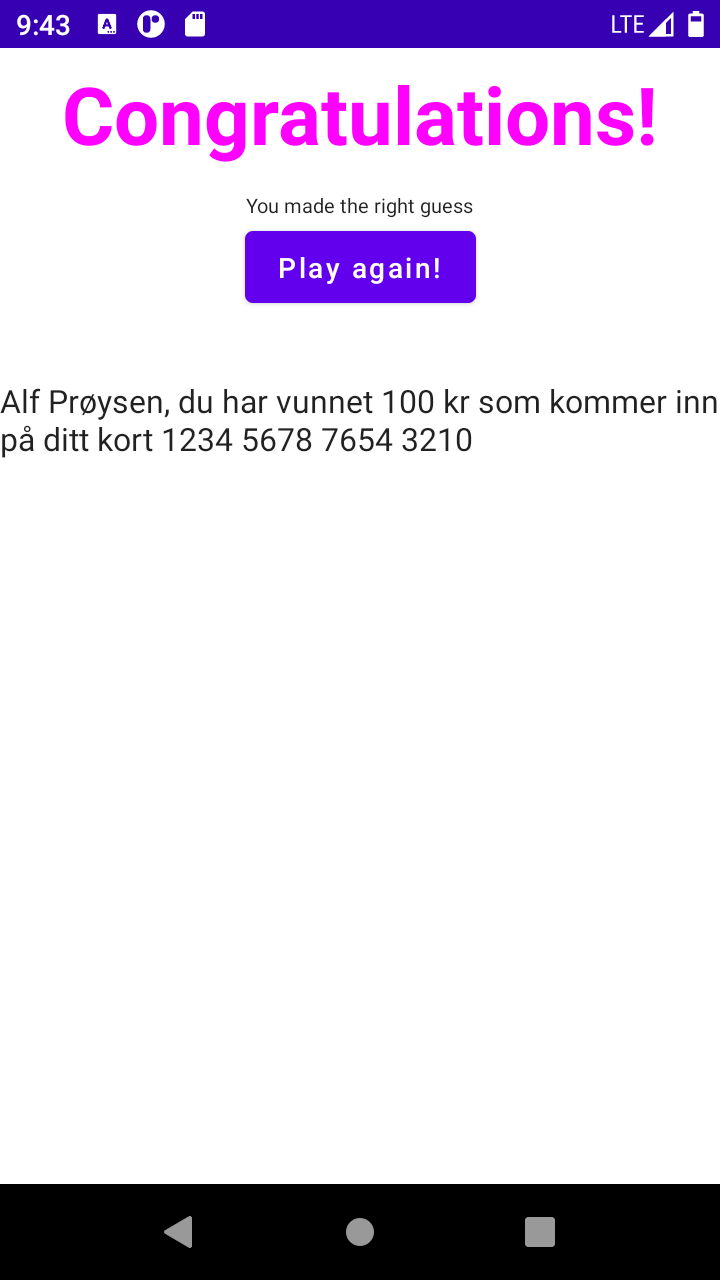 9:43
LTE
Congratulations!
You made the right guess
Play again!
Alf Prøysen, du har vunnet 100 kr som kommer inn
på ditt kort 1234 5678 7654 3210